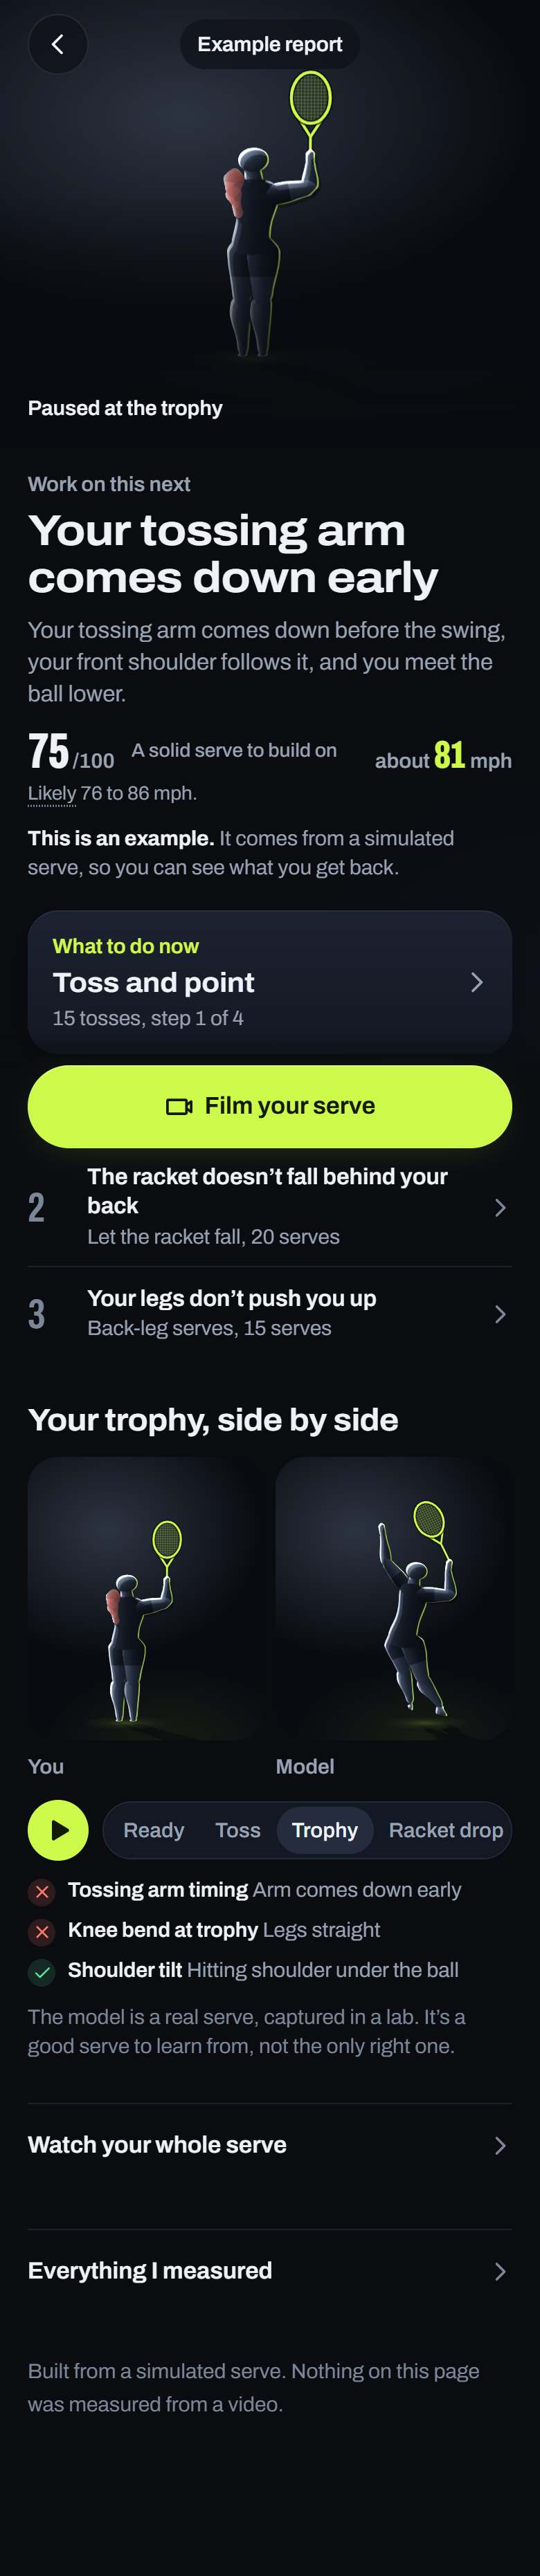 Example report
Paused at the trophy
Work on this next
Your tossing arm
comes down early
Your tossing arm comes down before the swing,
your front shoulder follows it, and you meet the
ball lower.
75/100 A solid serve to build on about 81 mph
Likely 76 to 86 mph.
This is an example. It comes from a simulated
serve, so you can see what you get back.
What to do now
Toss and point
15 tosses, step 1 of 4
Film your serve
2
The racket doesn’t fall behind your
back
Let the racket fall, 20 serves
3
Your legs don’t push you up
Back-leg serves, 15 serves
Your trophy, side by side
You Model
Ready Toss Trophy Racket drop
Tossing arm timing Arm comes down early
Knee bend at trophy Legs straight
Shoulder tilt Hitting shoulder under the ball
The model is a real serve, captured in a lab. It’s a
good serve to learn from, not the only right one.
Watch your whole serve
Everything I measured
Built from a simulated serve. Nothing on this page
was measured from a video.